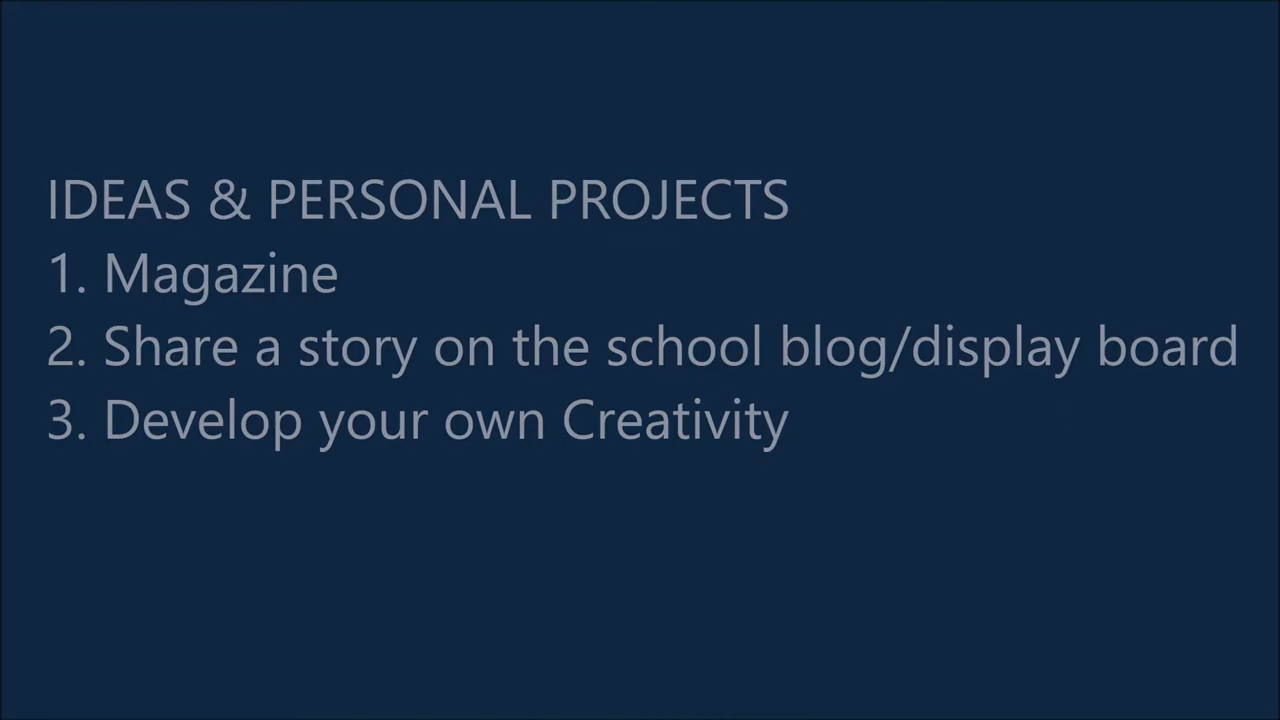 IDEAS & PERSONAL PROJECTS
1. Magazine
2. Share a story on the school blog/display board
3. Develop your own Creativity